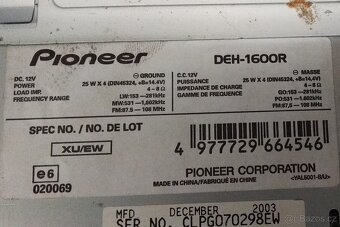 Pioneer
DEH-1600R
DC. 12V ⊖ GROUND
POWER 25 W X 4 (DIN45324, +B=14.4V)
LOAD IMP. 4 – 8 Ω
FREQUENCY RANGE LW:153 —281kHz
MW:531 —1,602kHz
FM:87.5 — 108 MHz
C.C. 12V ⊖ MASSE
PUISSANCE 25 W X 4 (DIN45324, +B=14.4V)
IMPEDANCE DE CHARGE 4 – 8 Ω
GAMME DE FREQUENCE GO:153 —281kHz
PO:531 —1,602kHz
FM:87,5 — 108 MHz
SPEC NO. / NO. DE LOT
XU/EW
4 977729 664546
e6
020069
PIONEER CORPORATION
MADE IN CHINA/FABRIQUÉ EN CHINE <YAL5001-B/U>
MFD DECEMBER 2003
SER NO. CLPG070298EW